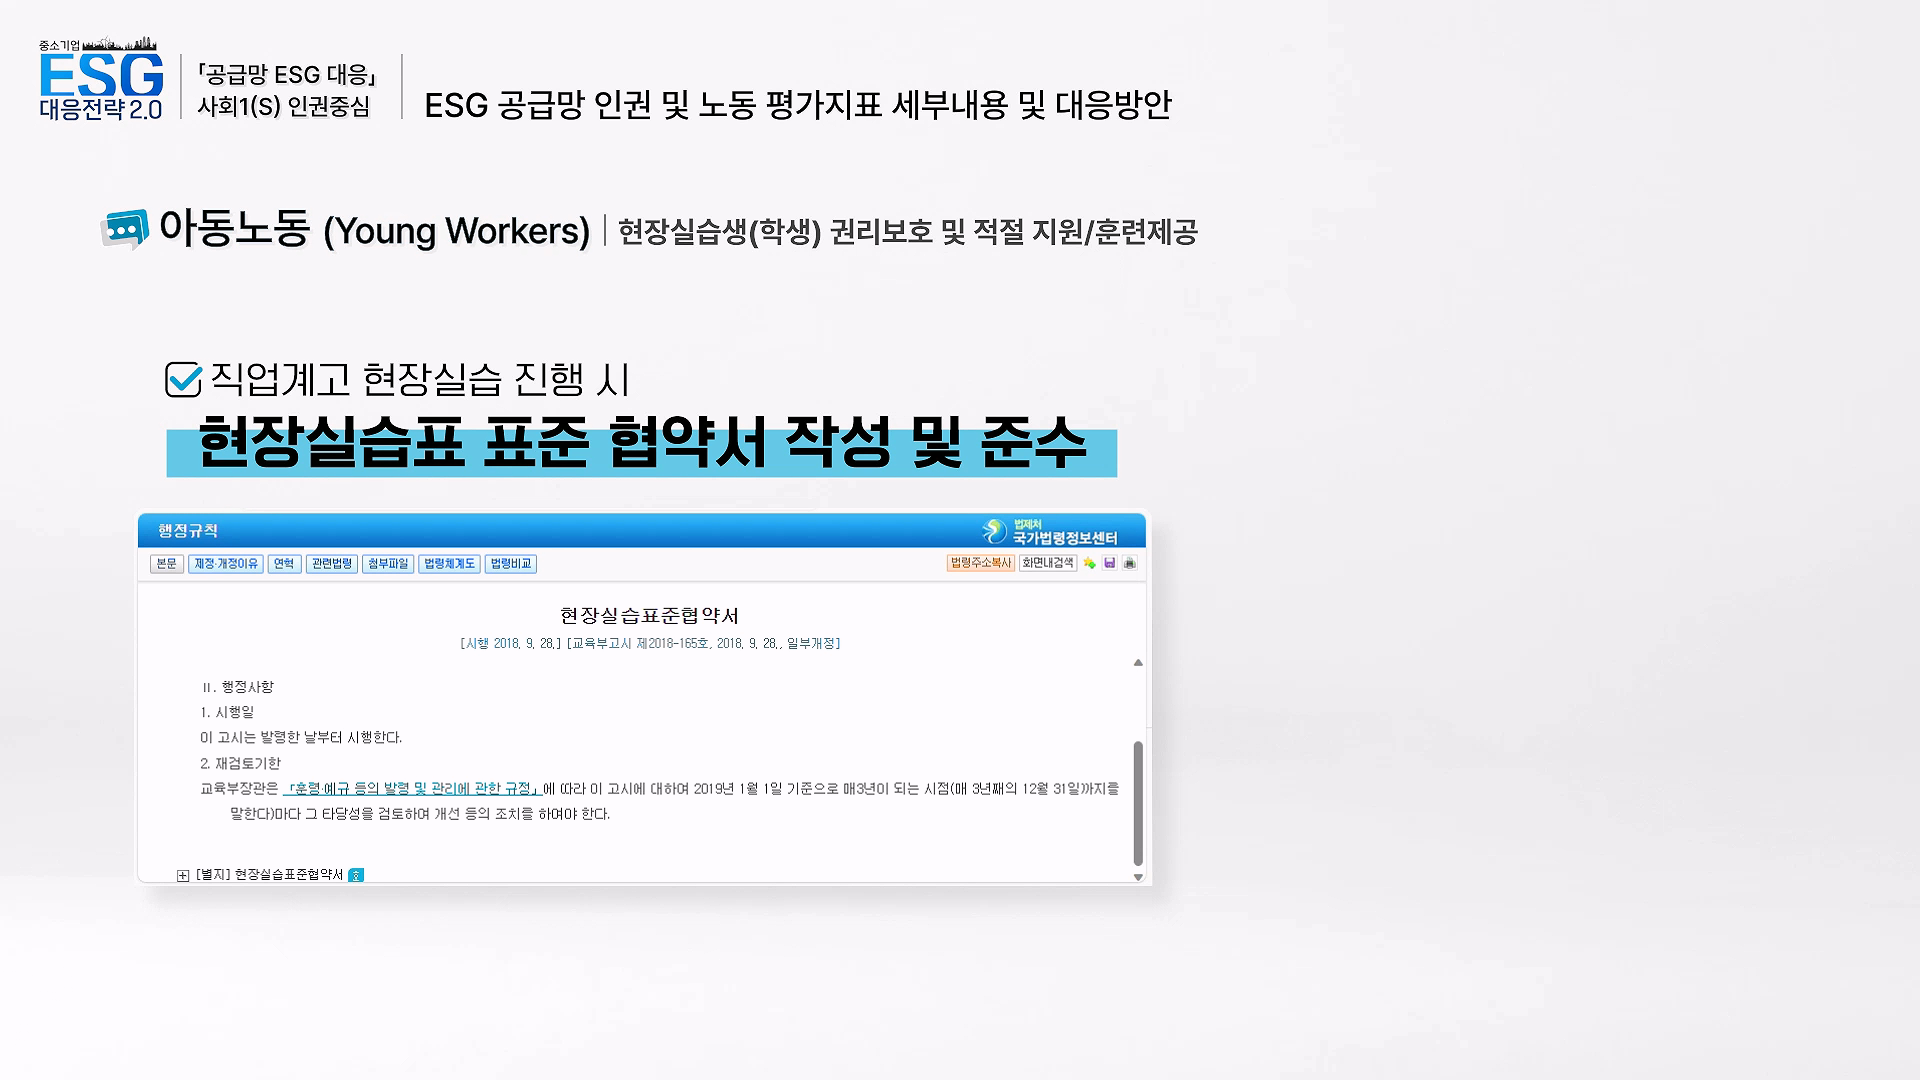 중소기업
ESG
대응전략 2.0
「공급망 ESG 대응」
사회1(S) 인권중심
ESG 공급망 인권 및 노동 평가지표 세부내용 및 대응방안
아동노동 (Young Workers)
현장실습생(학생) 권리보호 및 적절 지원/훈련제공
직업계고 현장실습 진행 시
현장실습표 표준 협약서 작성 및 준수
행정규칙
법제처
국가법령정보센터
본문 제정·개정이유 연혁 관련법령 첨부파일 법령체계도 법령비교
법령주소복사 화면내검색
현장실습표준협약서
[시행 2018. 9. 28.] [교육부고시 제2018-165호, 2018. 9. 28., 일부개정]
Ⅱ. 행정사항
1. 시행일
이 고시는 발령한 날부터 시행한다.
2. 재검토기한
교육부장관은 「훈령·예규 등의 발령 및 관리에 관한 규정」에 따라 이 고시에 대하여 2019년 1월 1일 기준으로 매3년이 되는 시점(매 3년째의 12월 31일까지를
말한다)마다 그 타당성을 검토하여 개선 등의 조치를 하여야 한다.
[별지] 현장실습표준협약서